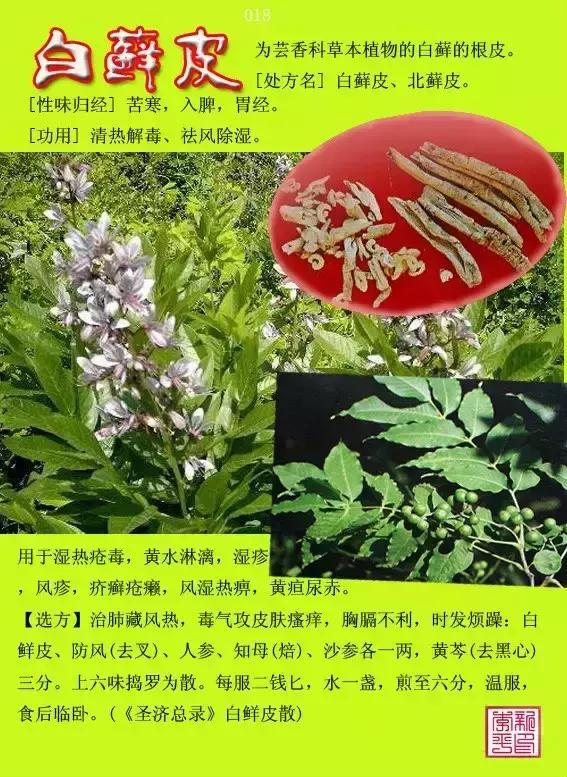 018
白藓皮
为芸香科草本植物的白藓的根皮。
[处方名] 白藓皮、北藓皮。
[性味归经] 苦寒，入脾，胃经。
[功用] 清热解毒、祛风除湿。
用于湿热疮毒，黄水淋漓，湿疹
，风疹，疥癣疮癞，风湿热痹，黄疸尿赤。
【选方】治肺藏风热，毒气攻皮肤瘙痒，胸膈不利，时发烦躁：白
鲜皮、防风(去叉)、人参、知母(焙)、沙参各一两，黄芩(去黑心)
三分。上六味捣罗为散。每服二钱匕，水一盏，煎至六分，温服，
食后临卧。(《圣济总录》白鲜皮散)